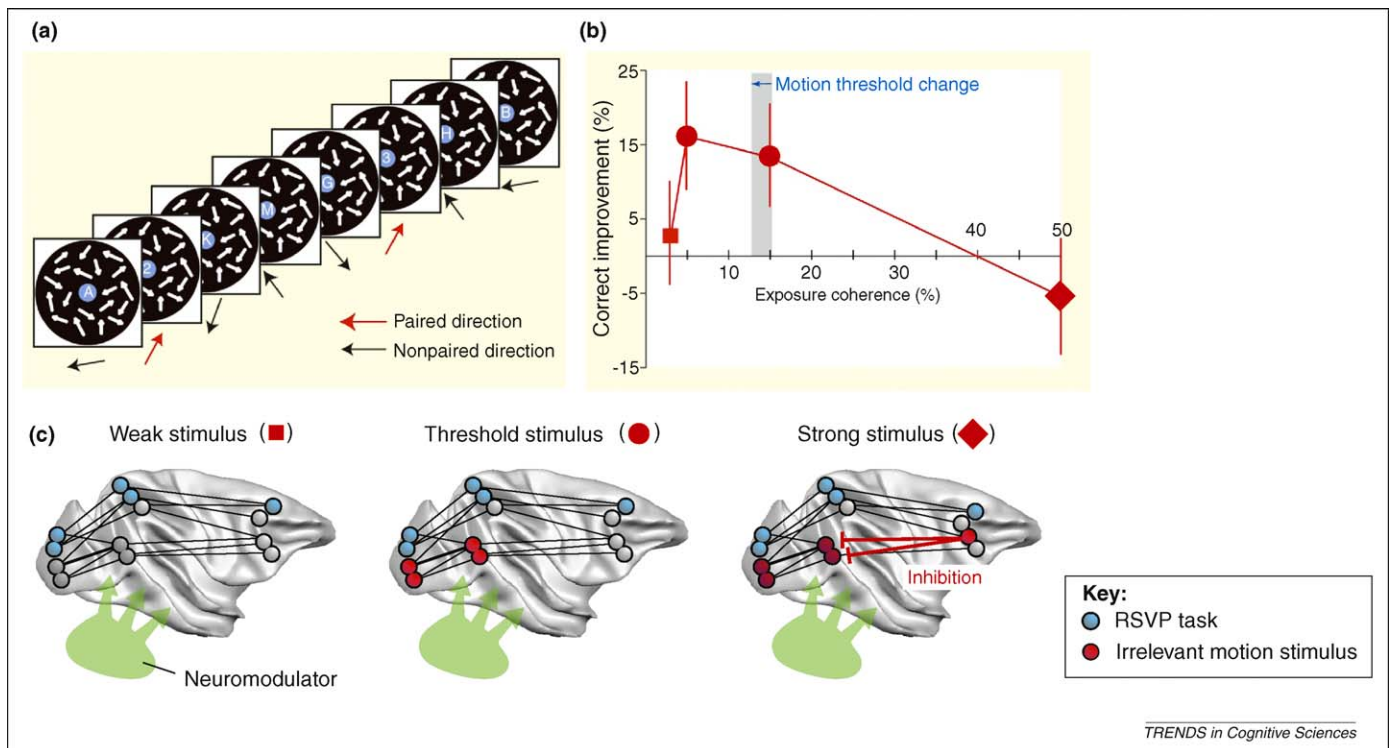 (a)
A
2
K
M
G
3
H
B
Paired direction
Nonpaired direction
(b)
25
15
5
-5
-15
Correct improvement (%)
Motion threshold change
10
20
30
40
50
Exposure coherence (%)
(c)
Weak stimulus ( )
Threshold stimulus ( )
Strong stimulus ( )
Inhibition
Neuromodulator
Key:
RSVP task
Irrelevant motion stimulus
TRENDS in Cognitive Sciences